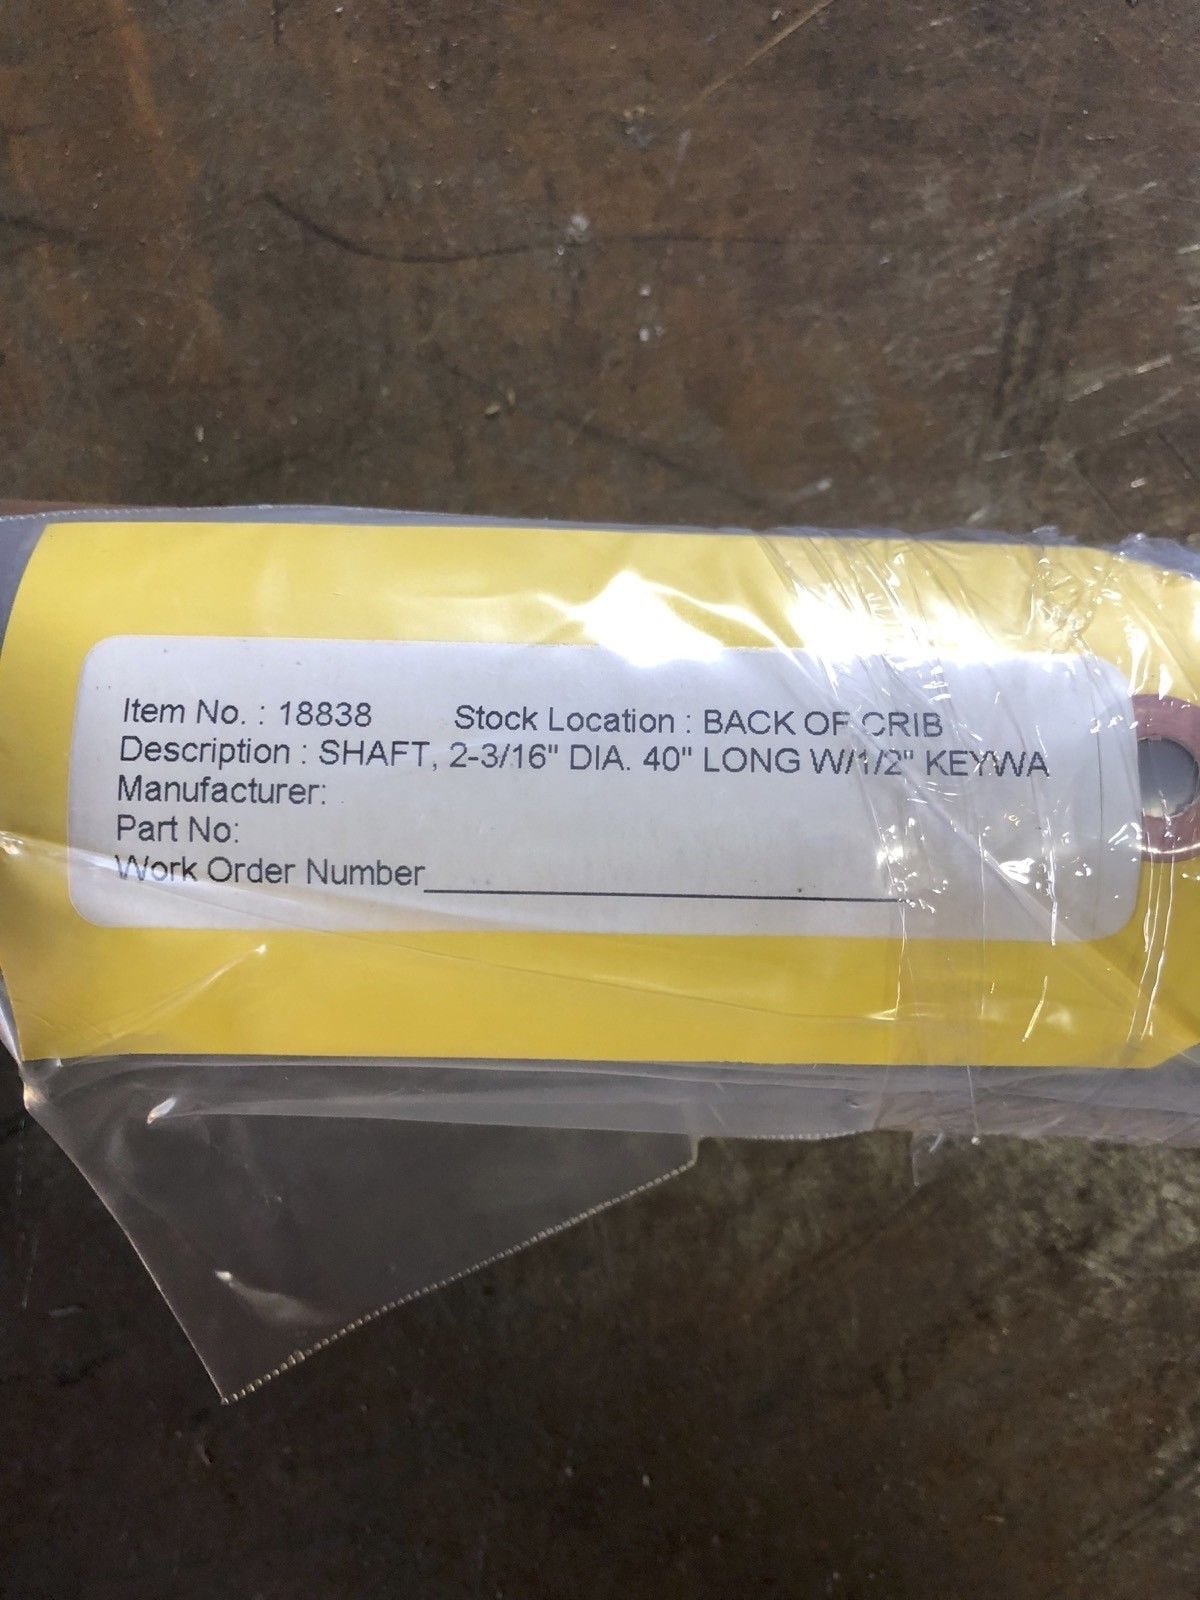 Item No. : 18838 Stock Location : BACK OF CRIB
Description : SHAFT, 2-3/16" DIA. 40" LONG W/1/2" KEYWA
Manufacturer:
Part No:
Work Order Number